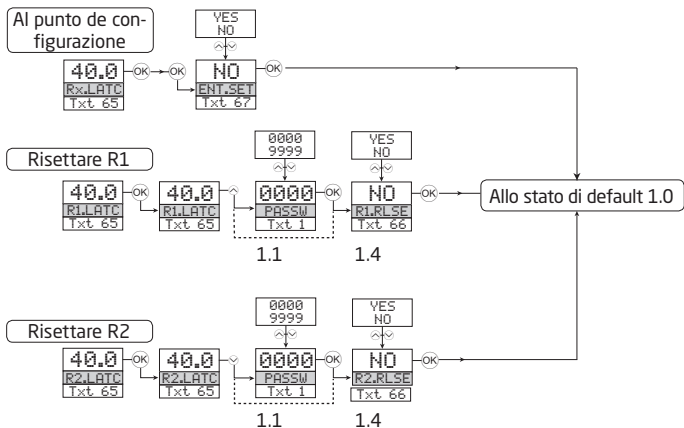 Al punto de con-
figurazione
YES
NO
40.0
Rx.LATC
Txt 65
OK
OK
NO
ENT.SET
Txt 67
OK
Risettare R1
0000
9999
YES
NO
40.0
R1.LATC
Txt 65
OK
40.0
R1.LATC
Txt 65
0000
PASSW
Txt 1
OK
NO
R1.RLSE
Txt 66
OK
Allo stato di default 1.0
1.1
1.4
Risettare R2
0000
9999
YES
NO
40.0
R2.LATC
Txt 65
OK
40.0
R2.LATC
Txt 65
0000
PASSW
Txt 1
OK
NO
R2.RLSE
Txt 66
OK
1.1
1.4